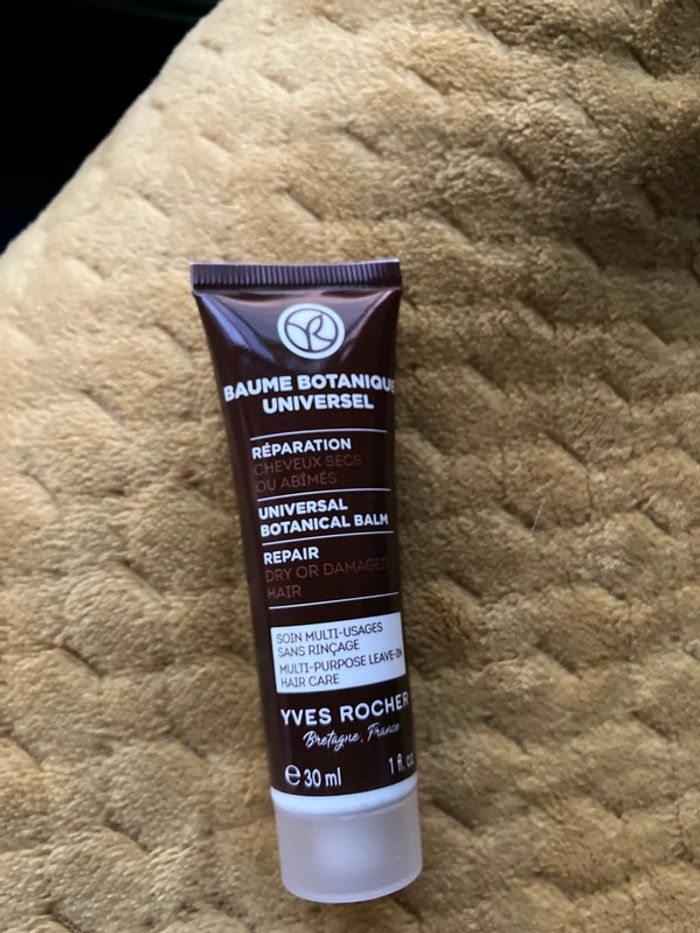 BAUME BOTANIQUE
UNIVERSEL
RÉPARATION
CHEVEUX SECS
OU ABÎMÉS
UNIVERSAL
BOTANICAL BALM
REPAIR
DRY OR DAMAGED
HAIR
SOIN MULTI-USAGES
SANS RINÇAGE
MULTI-PURPOSE LEAVE-IN
HAIR CARE
YVES ROCHER
Bretagne, France
℮30 ml 1 fl.